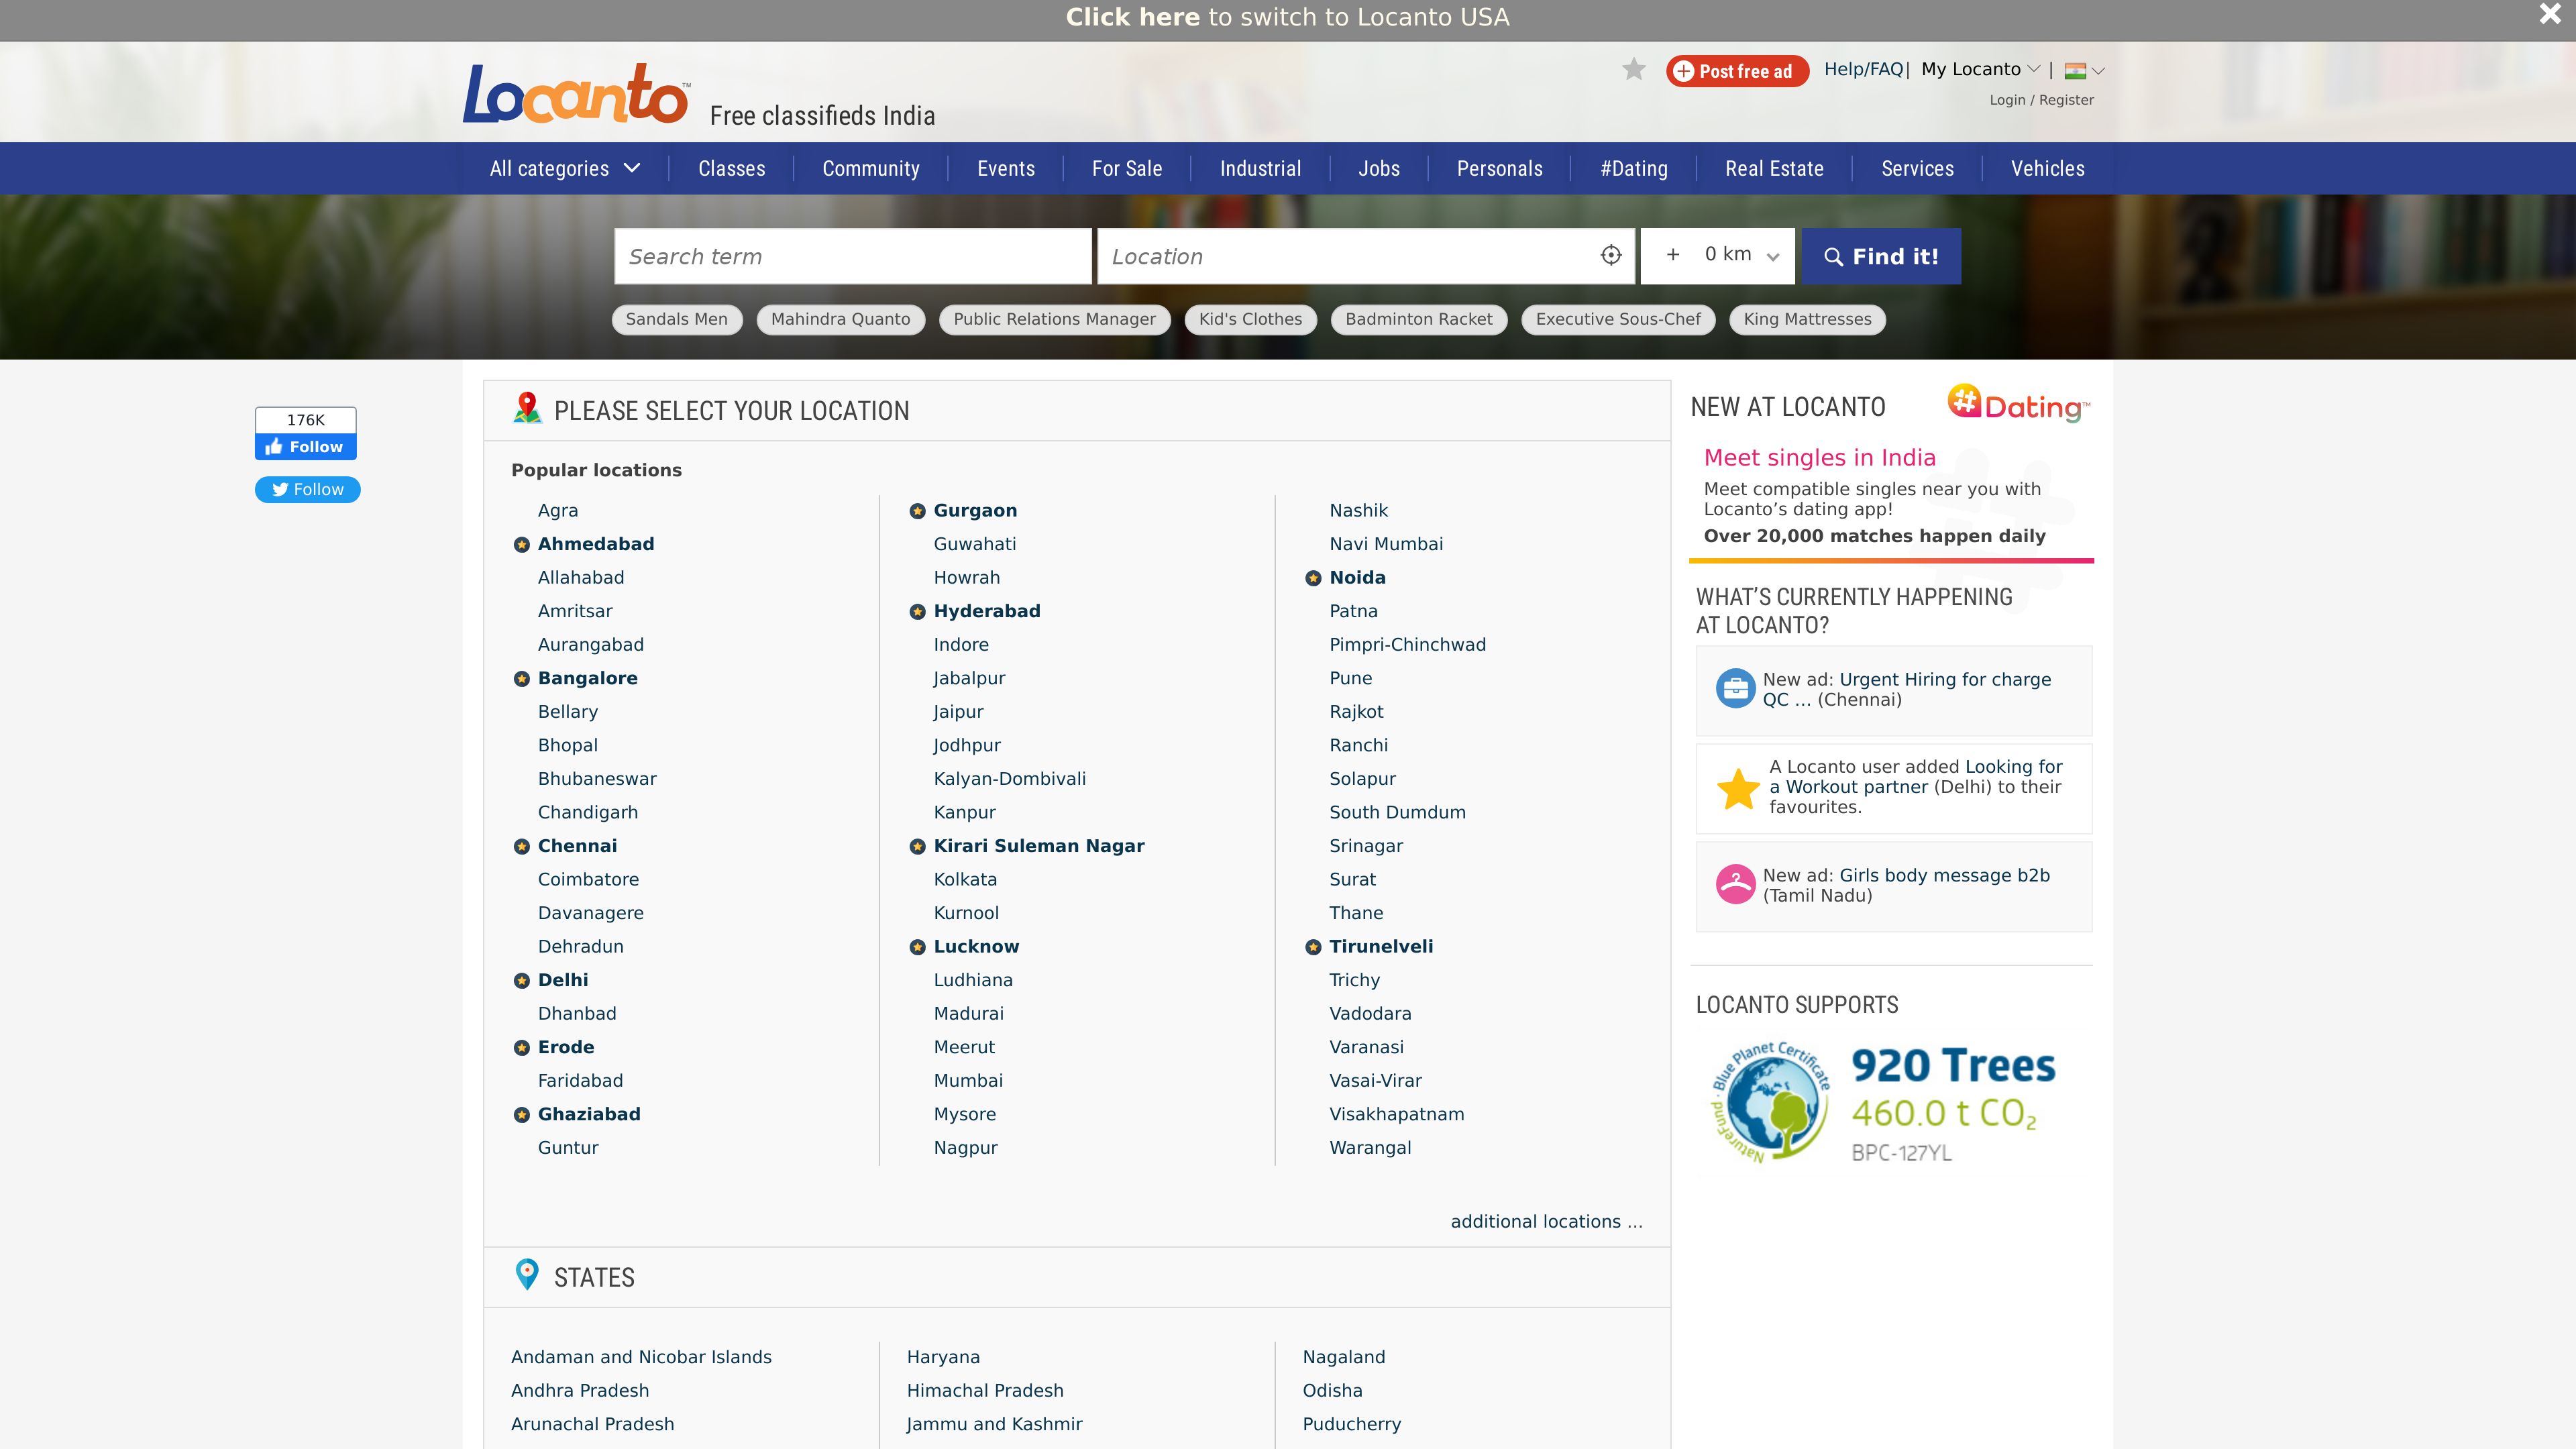 Click here to switch to Locanto USA
Locanto™
Free classifieds India
Post free ad
Help/FAQ| My Locanto |
Login / Register
All categories
Classes
Community
Events
For Sale
Industrial
Jobs
Personals
#Dating
Real Estate
Services
Vehicles
Search term
Location
+ 0 km
Find it!
Sandals Men
Mahindra Quanto
Public Relations Manager
Kid's Clothes
Badminton Racket
Executive Sous-Chef
King Mattresses
176K
Follow
Follow
PLEASE SELECT YOUR LOCATION
Popular locations
Agra
Ahmedabad
Allahabad
Amritsar
Aurangabad
Bangalore
Bellary
Bhopal
Bhubaneswar
Chandigarh
Chennai
Coimbatore
Davanagere
Dehradun
Delhi
Dhanbad
Erode
Faridabad
Ghaziabad
Guntur
Gurgaon
Guwahati
Howrah
Hyderabad
Indore
Jabalpur
Jaipur
Jodhpur
Kalyan-Dombivali
Kanpur
Kirari Suleman Nagar
Kolkata
Kurnool
Lucknow
Ludhiana
Madurai
Meerut
Mumbai
Mysore
Nagpur
Nashik
Navi Mumbai
Noida
Patna
Pimpri-Chinchwad
Pune
Rajkot
Ranchi
Solapur
South Dumdum
Srinagar
Surat
Thane
Tirunelveli
Trichy
Vadodara
Varanasi
Vasai-Virar
Visakhapatnam
Warangal
additional locations ...
STATES
Andaman and Nicobar Islands
Andhra Pradesh
Arunachal Pradesh
Haryana
Himachal Pradesh
Jammu and Kashmir
Nagaland
Odisha
Puducherry
NEW AT LOCANTO
# Dating™
Meet singles in India
Meet compatible singles near you with
Locanto’s dating app!
Over 20,000 matches happen daily
WHAT’S CURRENTLY HAPPENING
AT LOCANTO?
New ad: Urgent Hiring for charge
QC ... (Chennai)
A Locanto user added Looking for
a Workout partner (Delhi) to their
favourites.
New ad: Girls body message b2b
(Tamil Nadu)
LOCANTO SUPPORTS
Blue Planet Certificate
NatureFund
920 Trees
460.0 t CO₂
BPC-127YL